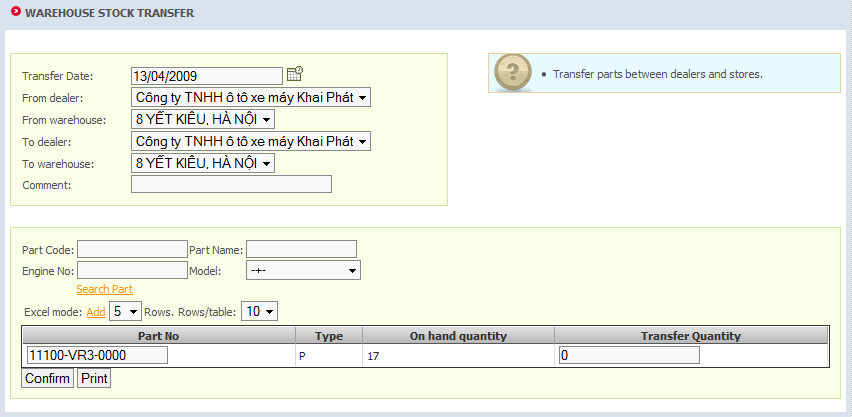 WAREHOUSE STOCK TRANSFER
Transfer Date: 13/04/2009
? • Transfer parts between dealers and stores.
From dealer: Công ty TNHH ô tô xe máy Khai Phát
From warehouse: 8 YẾT KIÊU, HÀ NỘI
To dealer: Công ty TNHH ô tô xe máy Khai Phát
To warehouse: 8 YẾT KIÊU, HÀ NỘI
Comment:
Part Code: Part Name:
Engine No: Model: -+-
Search Part
Excel mode: Add 5 Rows. Rows/table: 10
Part No Type On hand quantity Transfer Quantity
11100-VR3-0000 P 17 0
Confirm Print